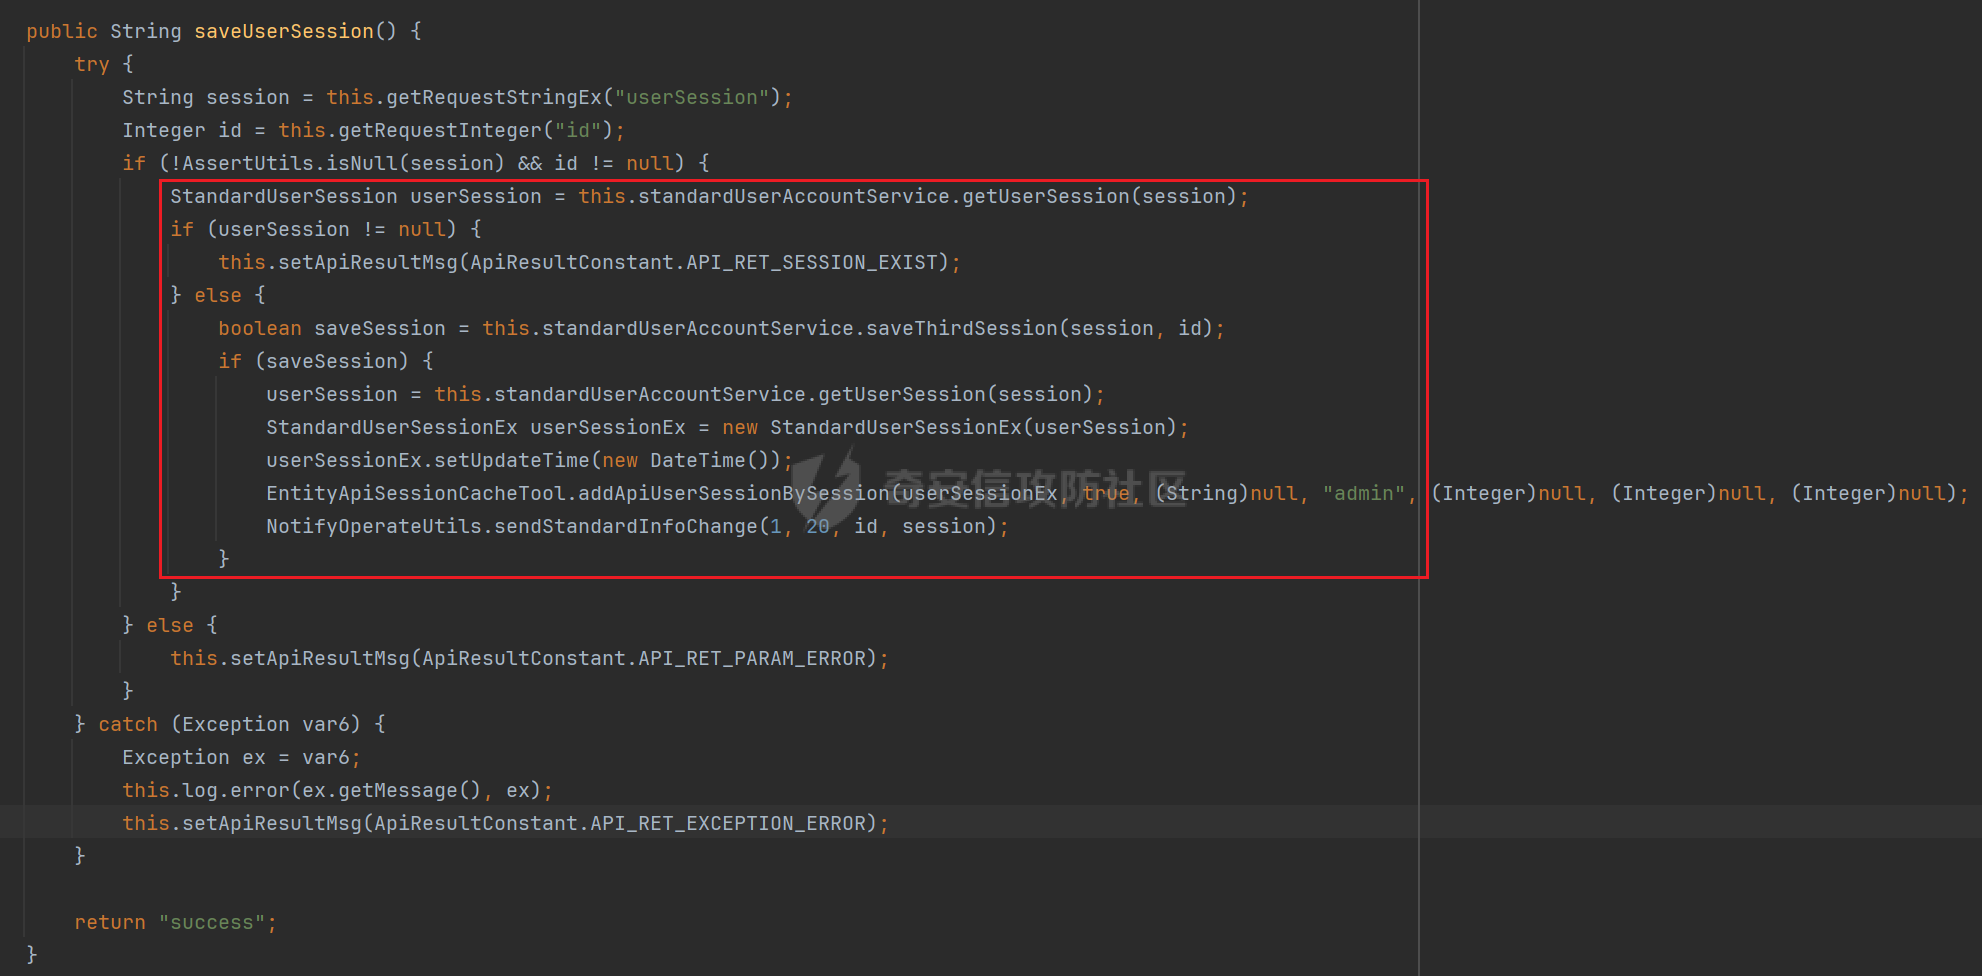 public String saveUserSession() {
try {
String session = this.getRequestStringEx("userSession");
Integer id = this.getRequestInteger("id");
if (!AssertUtils.isNull(session) && id != null) {
StandardUserSession userSession = this.standardUserAccountService.getUserSession(session);
if (userSession != null) {
this.setApiResultMsg(ApiResultConstant.API_RET_SESSION_EXIST);
} else {
boolean saveSession = this.standardUserAccountService.saveThirdSession(session, id);
if (saveSession) {
userSession = this.standardUserAccountService.getUserSession(session);
StandardUserSessionEx userSessionEx = new StandardUserSessionEx(userSession);
userSessionEx.setUpdateTime(new DateTime());
EntityApiSessionCacheTool.addApiUserSessionBySession(userSessionEx, true, (String)null, "admin", (Integer)null, (Integer)null, (Integer)null);
奇安信攻防社区
NotifyOperateUtils.sendStandardInfoChange(1, 20, id, session);
}
}
} else {
this.setApiResultMsg(ApiResultConstant.API_RET_PARAM_ERROR);
}
} catch (Exception var6) {
Exception ex = var6;
this.log.error(ex.getMessage(), ex);
this.setApiResultMsg(ApiResultConstant.API_RET_EXCEPTION_ERROR);
}
return "success";
}